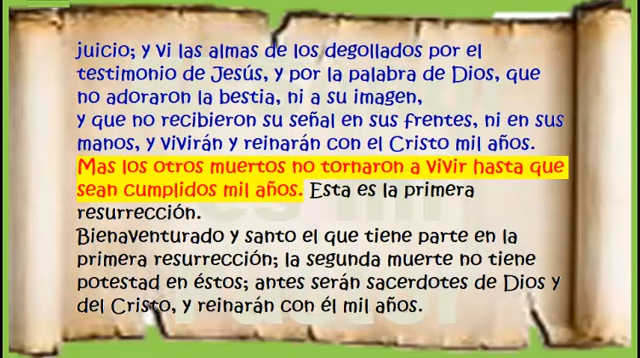 juicio; y vi las almas de los degollados por el
testimonio de Jesús, y por la palabra de Dios, que
no adoraron la bestia, ni a su imagen,
y que no recibieron su señal en sus frentes, ni en sus
manos, y vivirán y reinarán con el Cristo mil años.
Mas los otros muertos no tornaron a vivir hasta que
sean cumplidos mil años. Esta es la primera
resurrección.
Bienaventurado y santo el que tiene parte en la
primera resurrección; la segunda muerte no tiene
potestad en éstos; antes serán sacerdotes de Dios y
del Cristo, y reinarán con él mil años.